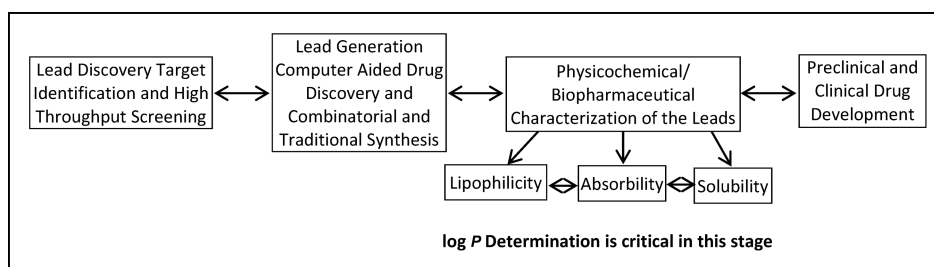 Lead Discovery Target
Identification and High
Throughput Screening
Lead Generation
Computer Aided Drug
Discovery and
Combinatorial and
Traditional Synthesis
Physicochemical/
Biopharmaceutical
Characterization of the Leads
Preclinical and
Clinical Drug
Development
Lipophilicity
Absorbility
Solubility
log P Determination is critical in this stage